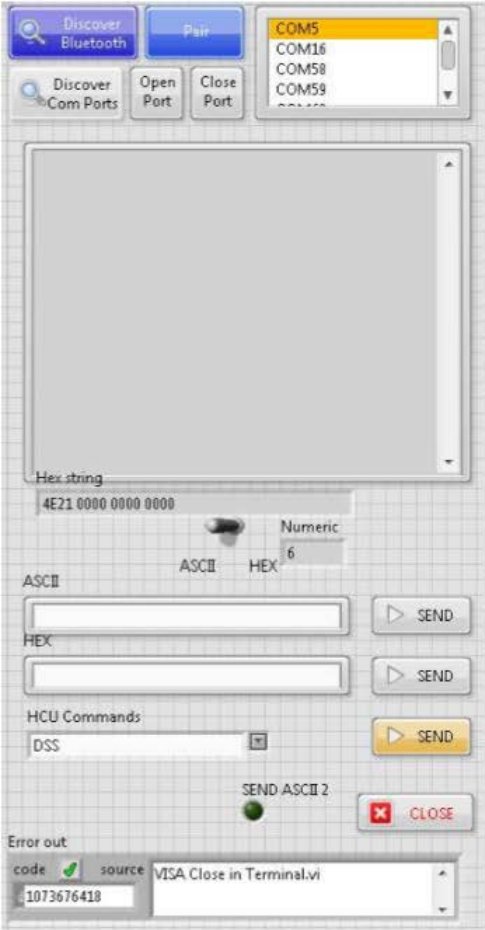 Discover
Bluetooth
Pair
COM5
COM16
COM58
COM59
Discover
Com Ports
Open
Port
Close
Port
Hex string
4E21 0000 0000 0000
Numeric
6
ASCII HEX
ASCII
SEND
HEX
SEND
HCU Commands
DSS
SEND
SEND ASCII 2
CLOSE
Error out
code
source
VISA Close in Terminal.vi
1073676418